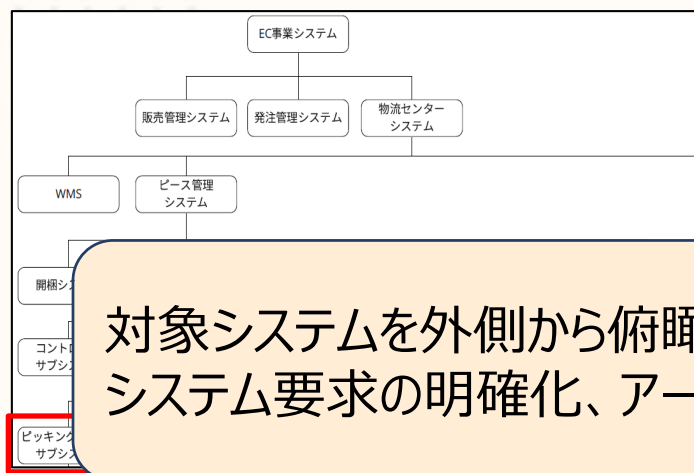 EC事業システム
販売管理システム
発注管理システム
物流センター
システム
WMS
ピース管理
システム
開梱シ
コント
サブシ
ピッキング
サブシ
対象システムを外側から俯瞰
システム要求の明確化、アー